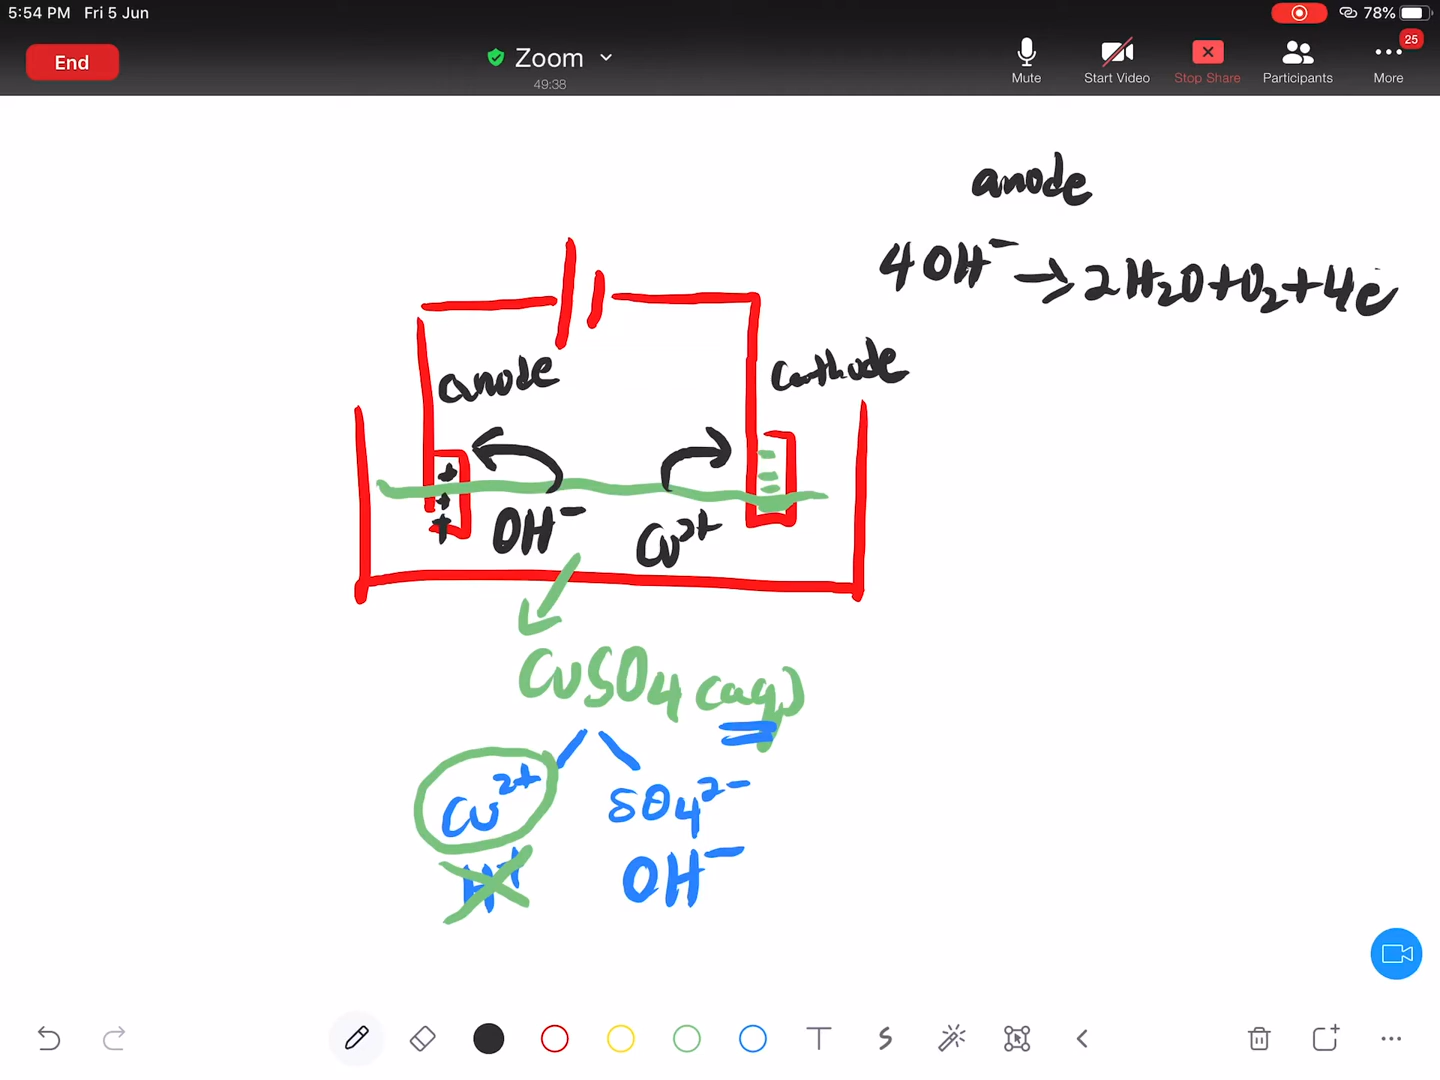 5:54 PM Fri 5 Jun
78%
End
Zoom
49:38
Mute
Start Video
Stop Share
Participants
25
More
anode
4OH⁻ → 2H₂O + O₂ + 4e⁻
anode
cathode
+
+
+
OH⁻
Cu²⁺
CuSO₄ (aq)
Cu²⁺
SO₄²⁻
H⁺
OH⁻
T